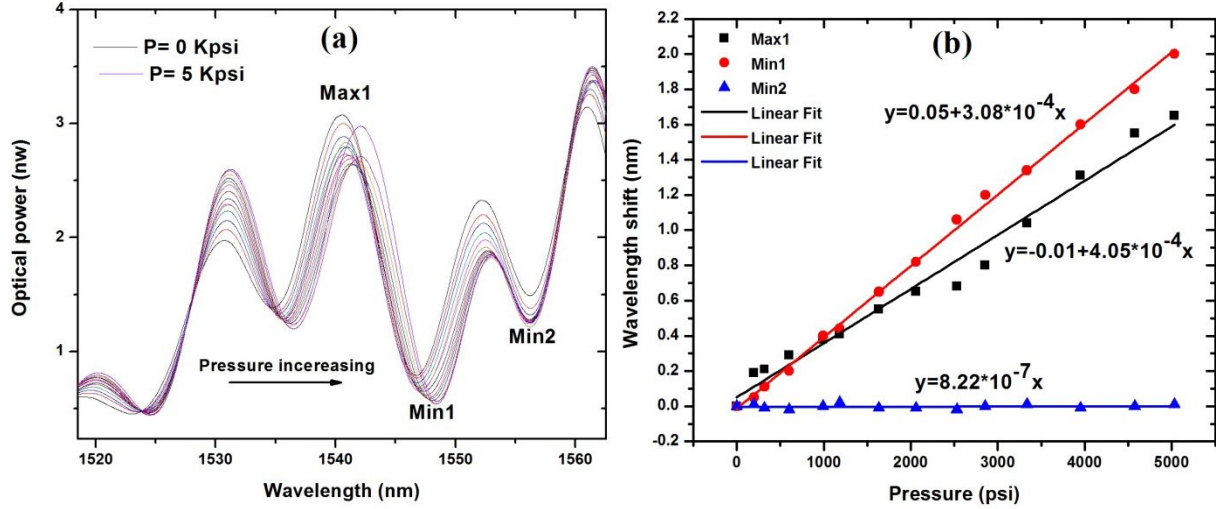 (a)
P= 0 Kpsi
P= 5 Kpsi
Max1
Min2
Pressure incereasing
Min1
4
3
2
1
1520
1530
1540
1550
1560
Optical power (nw)
Wavelength (nm)
(b)
Max1
Min1
Min2
Linear Fit
Linear Fit
Linear Fit
y=0.05+3.08*10-4x
y=-0.01+4.05*10-4x
y=8.22*10-7x
2.2
2.0
1.8
1.6
1.4
1.2
1.0
0.8
0.6
0.4
0.2
0.0
-0.2
0
1000
2000
3000
4000
5000
Wavelength shift (nm)
Pressure (psi)